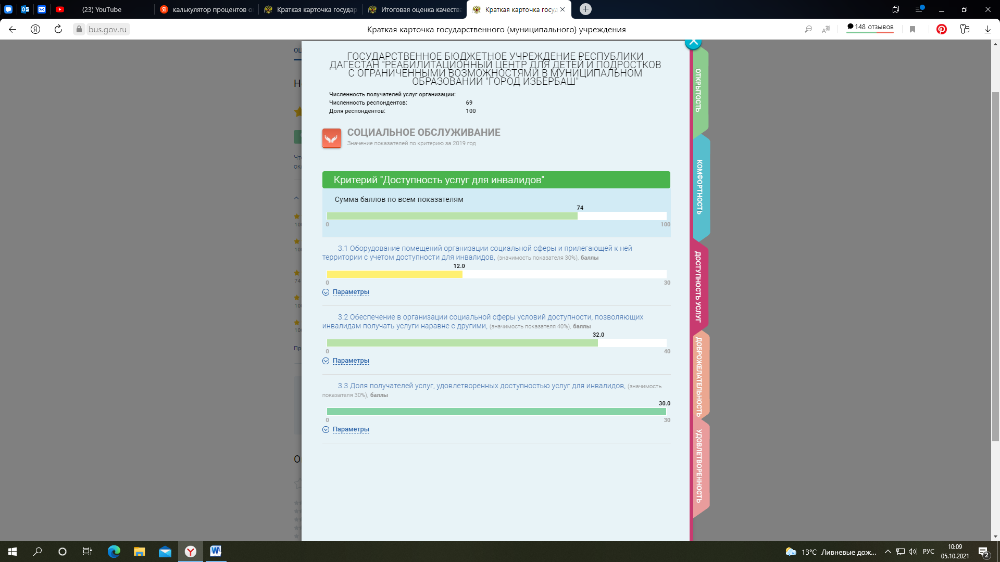 (23) YouTube
калькулятор процентов о
Краткая карточка государ
Итоговая оценка качества
Краткая карточка госу
bus.gov.ru
Краткая карточка государственного (муниципального) учреждения
148 отзывов
ГОСУДАРСТВЕННОЕ БЮДЖЕТНОЕ УЧРЕЖДЕНИЕ РЕСПУБЛИКИ
ДАГЕСТАН "РЕАБИЛИТАЦИОННЫЙ ЦЕНТР ДЛЯ ДЕТЕЙ И ПОДРОСТКОВ
С ОГРАНИЧЕННЫМИ ВОЗМОЖНОСТЯМИ В МУНИЦИПАЛЬНОМ
ОБРАЗОВАНИИ "ГОРОД ИЗБЕРБАШ"
Численность получателей услуг организации:
Численность респондентов: 69
Доля респондентов: 100
СОЦИАЛЬНОЕ ОБСЛУЖИВАНИЕ
Значение показателей по критерию за 2019 год
Критерий "Доступность услуг для инвалидов"
Сумма баллов по всем показателям
74
0 100
3.1 Оборудование помещений организации социальной сферы и прилегающей к ней
территории с учетом доступности для инвалидов, (значимость показателя 30%), баллы
12.0
0 30
Параметры
3.2 Обеспечение в организации социальной сферы условий доступности, позволяющих
инвалидам получать услуги наравне с другими, (значимость показателя 40%), баллы
32.0
0 40
Параметры
3.3 Доля получателей услуг, удовлетворенных доступностью услуг для инвалидов, (значимость
показателя 30%), баллы
30.0
0 30
Параметры
ОТКРЫТОСТЬ
КОМФОРТНОСТЬ
ДОСТУПНОСТЬ УСЛУГ
ДОБРОЖЕЛАТЕЛЬНОСТЬ
УДОВЛЕТВОРЕННОСТЬ
13°C Ливневые дож...
РУС
10:09
05.10.2021
2